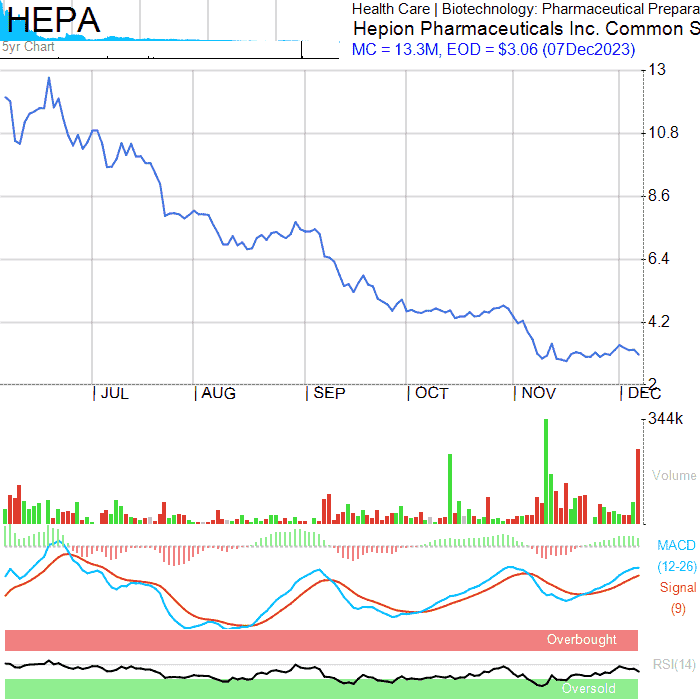 HEPA
5yr Chart
Health Care | Biotechnology: Pharmaceutical Prepara
Hepion Pharmaceuticals Inc. Common S
MC = 13.3M, EOD = $3.06 (07Dec2023)
13
10.8
8.6
6.4
4.2
2
JUL AUG SEP OCT NOV DEC
344k
Volume
MACD
(12-26)
Signal
(9)
Overbought
RSI(14)
Oversold